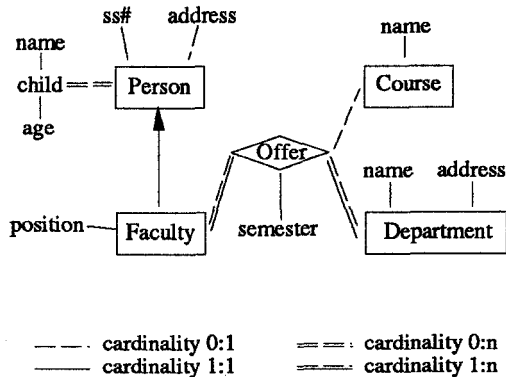 ss# address
name name
child Person Course
age
Offer
name address
position Faculty semester Department
cardinality 0:1 cardinality 0:n
cardinality 1:1 cardinality 1:n